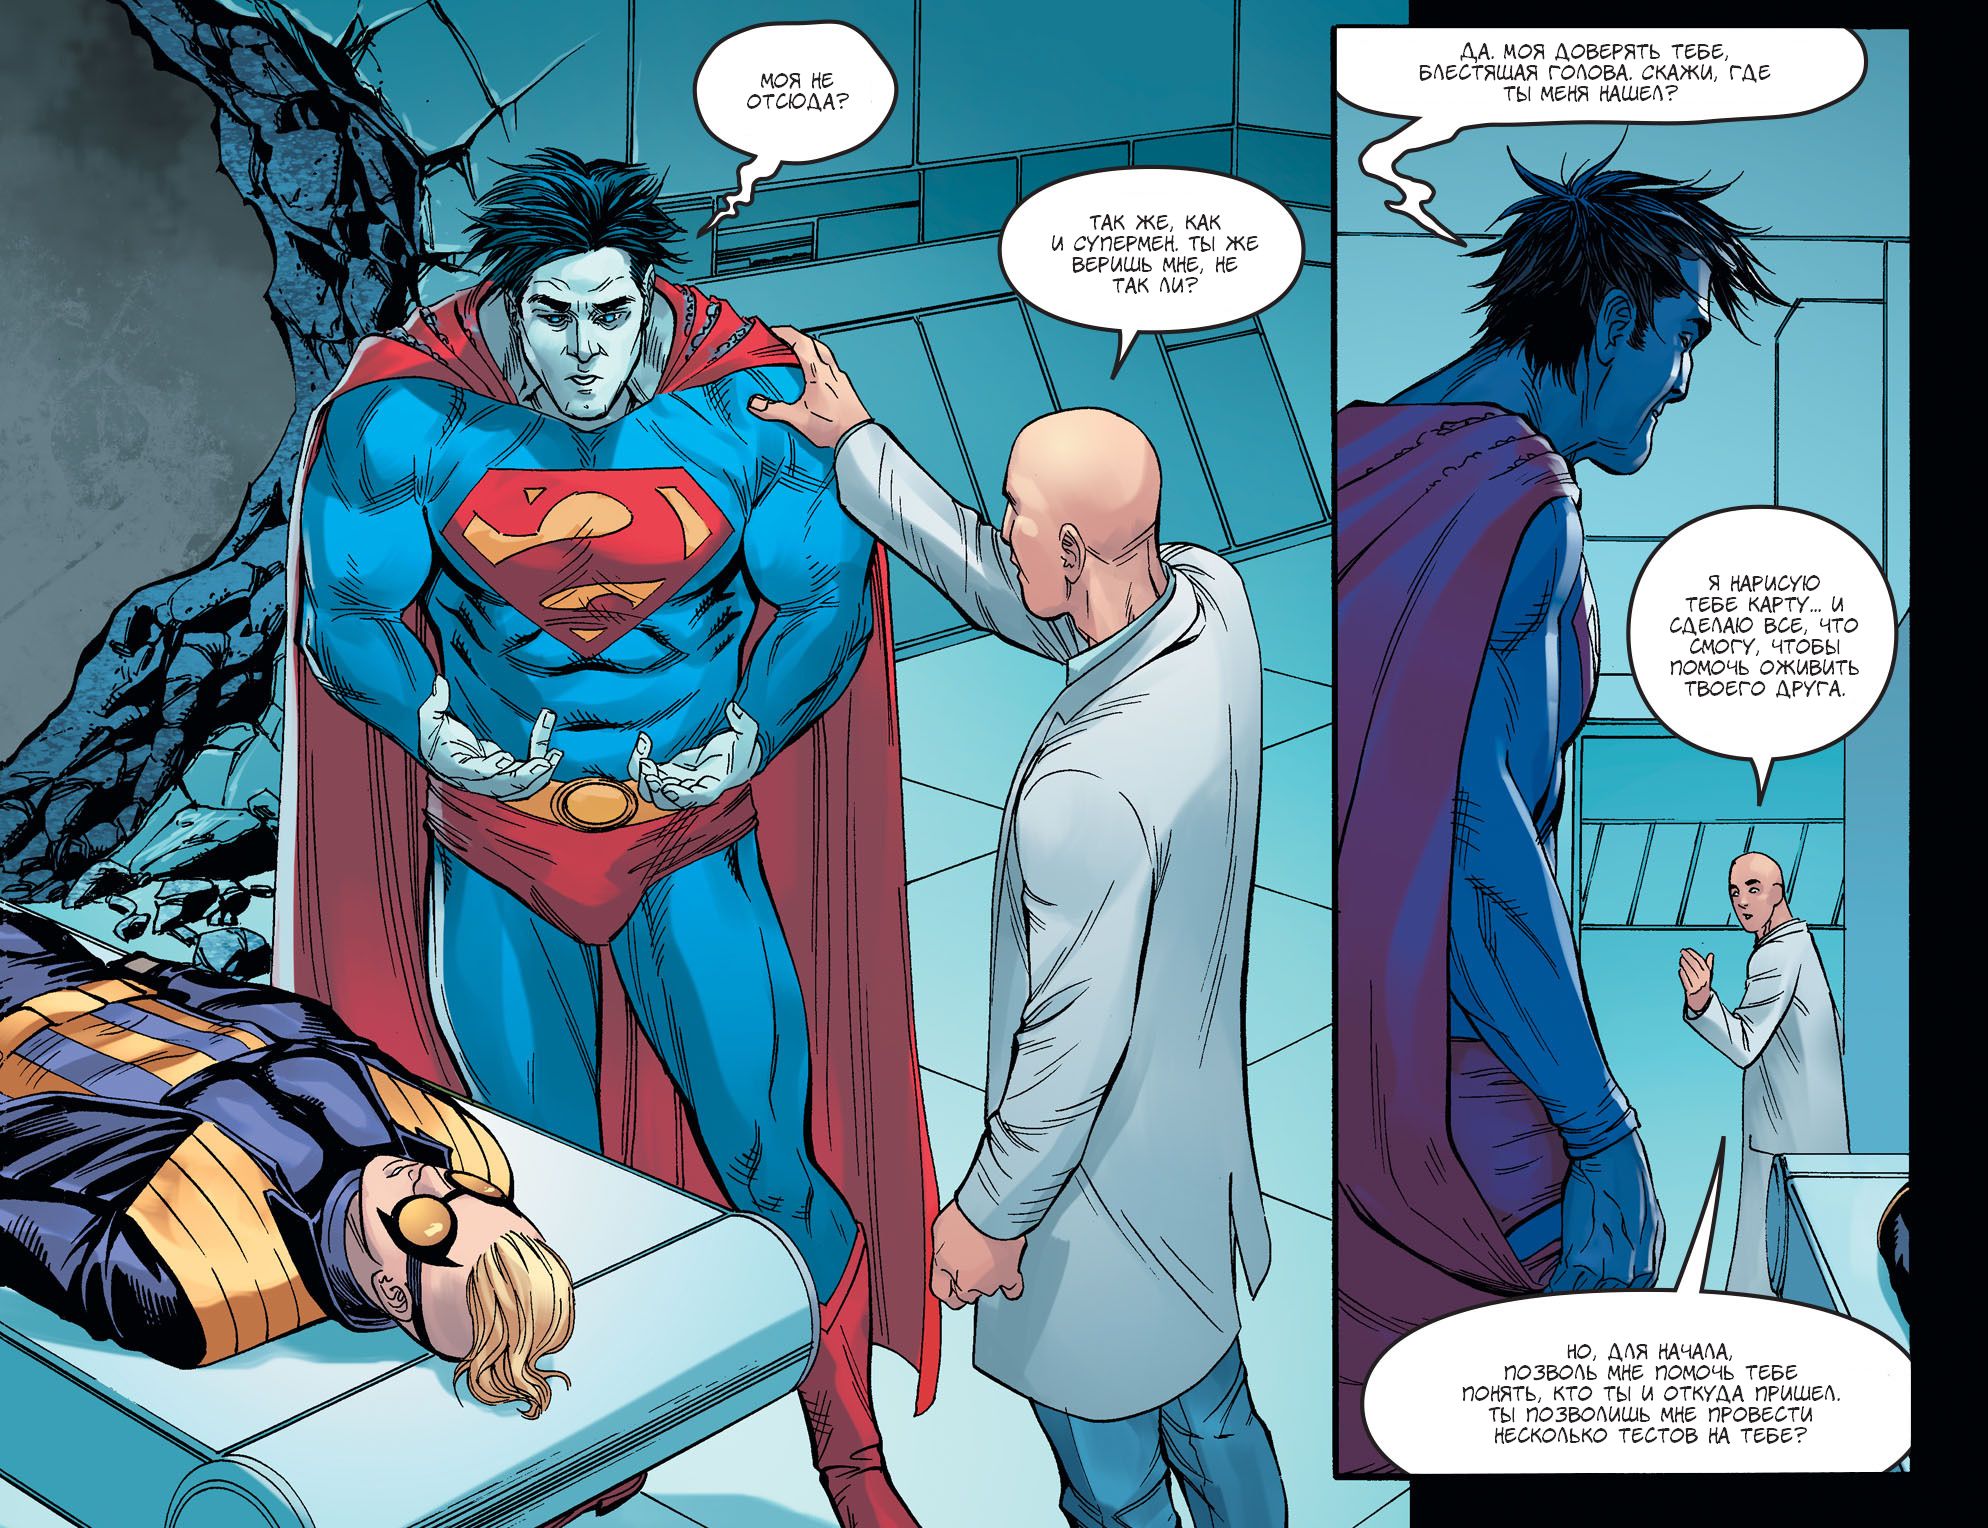 МОЯ НЕ
ОТСЮДА?
ТАК ЖЕ, КАК
И СУПЕРМЕН. ТЫ ЖЕ
ВЕРИШЬ МНЕ, НЕ
ТАК ЛИ?
ДА. МОЯ ДОВЕРЯТЬ ТЕБЕ,
БЛЕСТЯЩАЯ ГОЛОВА. СКАЖИ, ГДЕ
ТЫ МЕНЯ НАШЕЛ?
Я НАРИСУЮ
ТЕБЕ КАРТУ... И
СДЕЛАЮ ВСЕ, ЧТО
СМОГУ, ЧТОБЫ
ПОМОЧЬ ОЖИВИТЬ
ТВОЕГО ДРУГА.
НО, ДЛЯ НАЧАЛА,
ПОЗВОЛЬ МНЕ ПОМОЧЬ ТЕБЕ
ПОНЯТЬ, КТО ТЫ И ОТКУДА ПРИШЕЛ.
ТЫ ПОЗВОЛИШЬ МНЕ ПРОВЕСТИ
НЕСКОЛЬКО ТЕСТОВ НА ТЕБЕ?